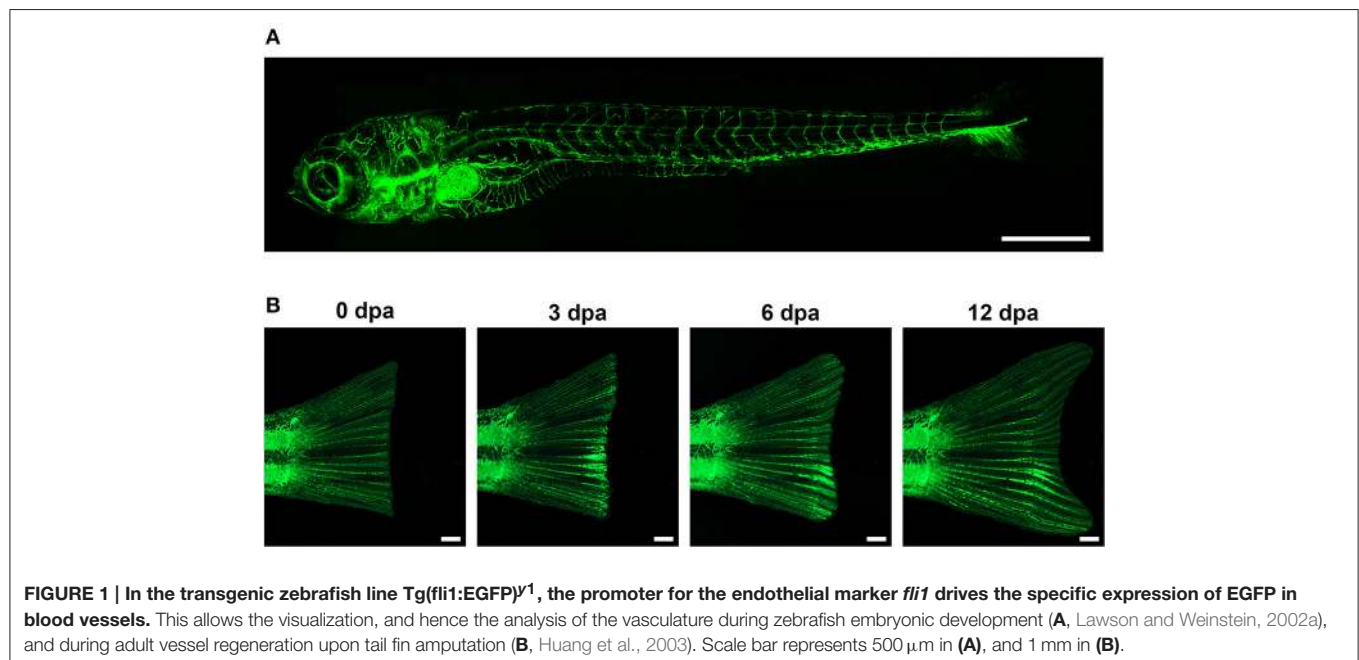 A
B
0 dpa
3 dpa
6 dpa
12 dpa
FIGURE 1 | In the transgenic zebrafish line Tg(fli1:EGFP)y1, the promoter for the endothelial marker fli1 drives the specific expression of EGFP in
blood vessels. This allows the visualization, and hence the analysis of the vasculature during zebrafish embryonic development (A, Lawson and Weinstein, 2002a),
and during adult vessel regeneration upon tail fin amputation (B, Huang et al., 2003). Scale bar represents 500 μm in (A), and 1 mm in (B).